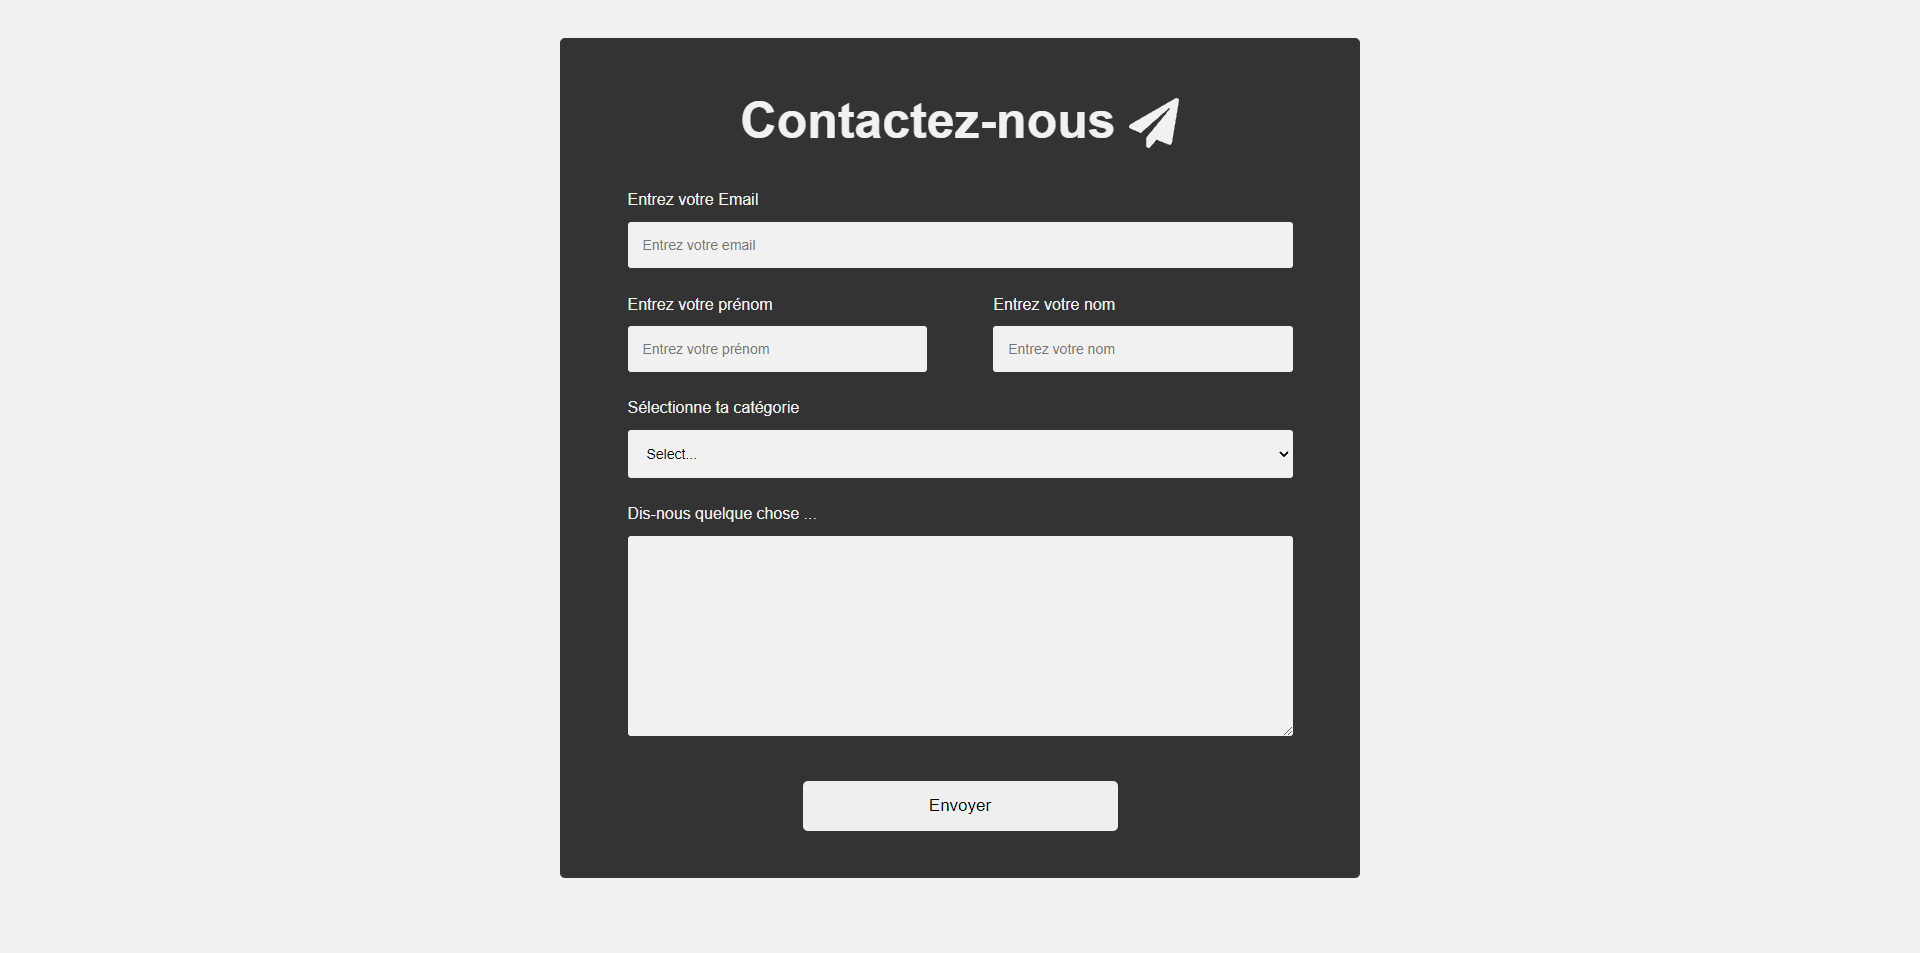 Contactez-nous
Entrez votre Email
Entrez votre email
Entrez votre prénom
Entrez votre nom
Entrez votre prénom
Entrez votre nom
Sélectionne ta catégorie
Select...
Dis-nous quelque chose ...
Envoyer